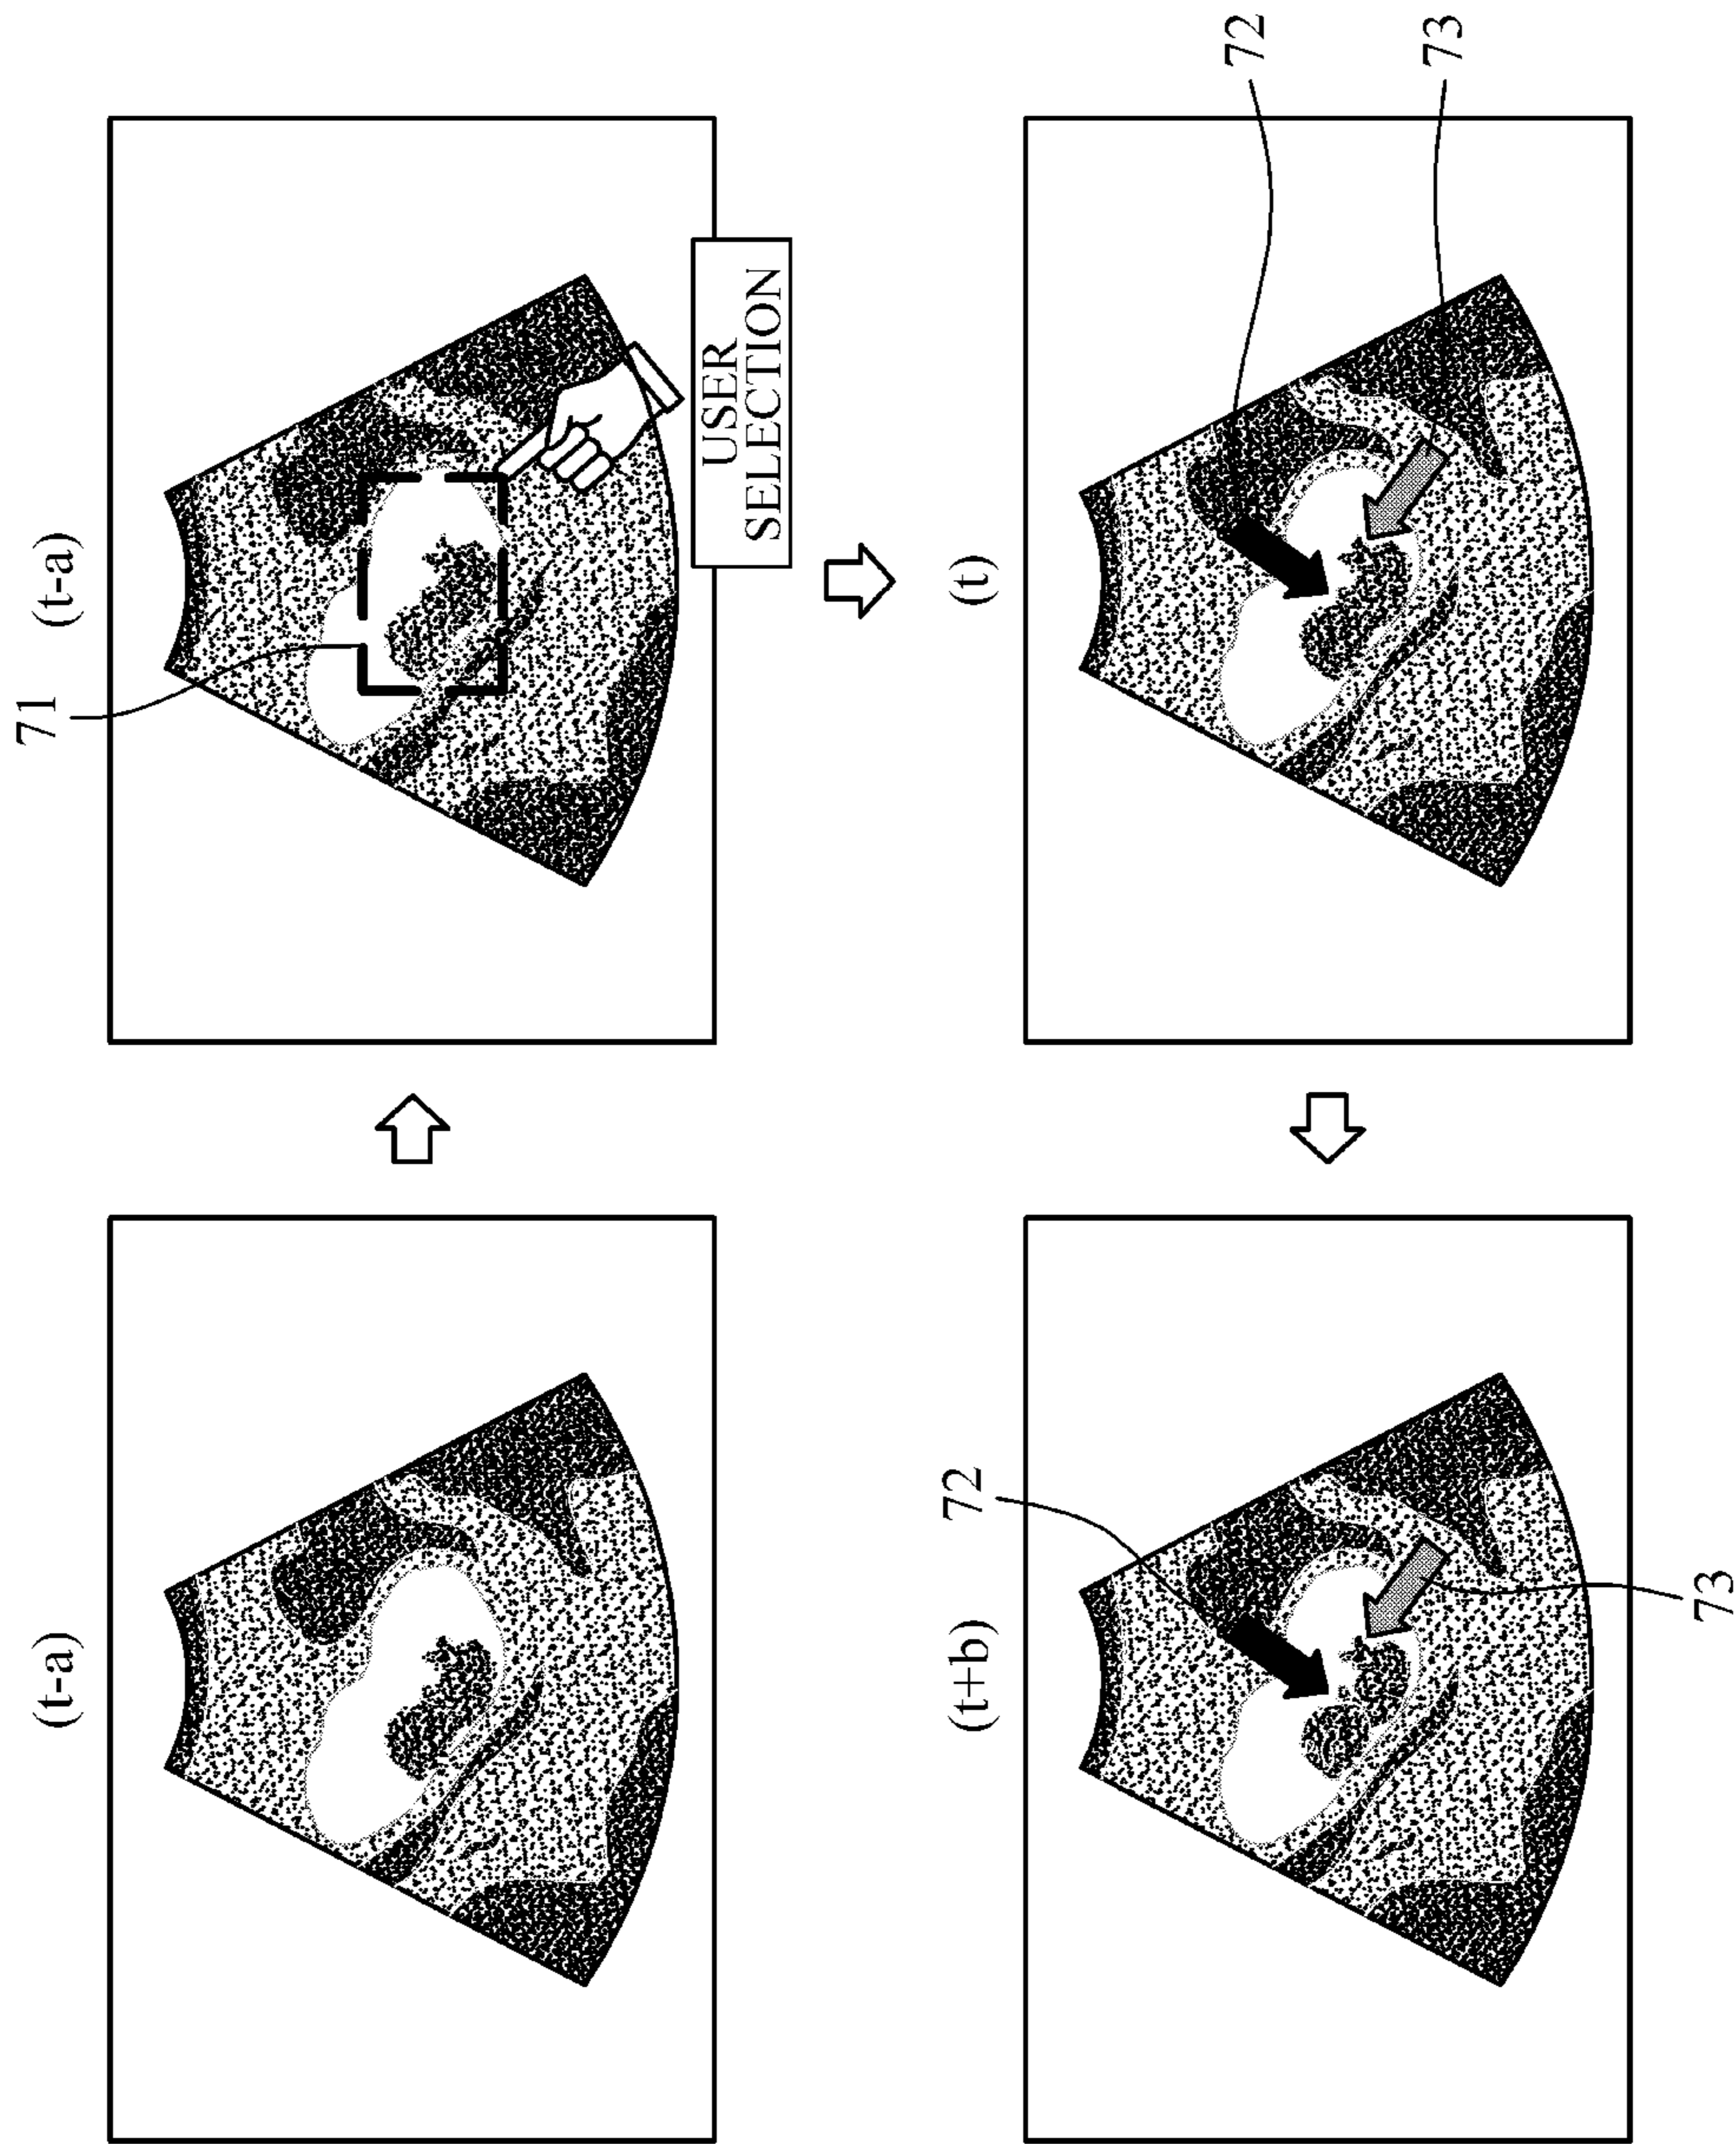 (t-a)
(t-a)
71
USER
SELECTION
(t+b)
72
73
(t)
72
73